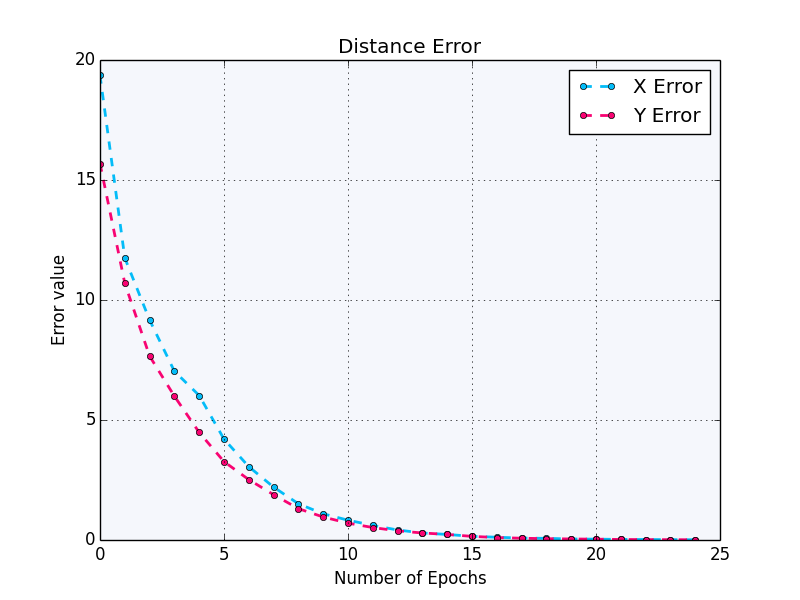 Distance Error
X Error
Y Error
20
15
10
5
0
Error value
0 5 10 15 20 25
Number of Epochs